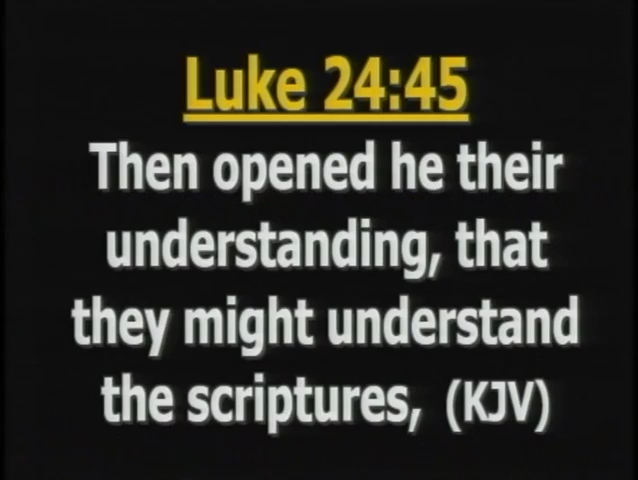 Luke 24:45
Then opened he their
understanding, that
they might understand
the scriptures, (KJV)